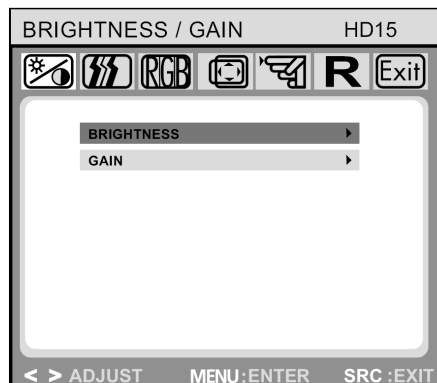 BRIGHTNESS / GAIN HD15
RGB R Exit
BRIGHTNESS
GAIN
< > ADJUST MENU:ENTER SRC :EXIT